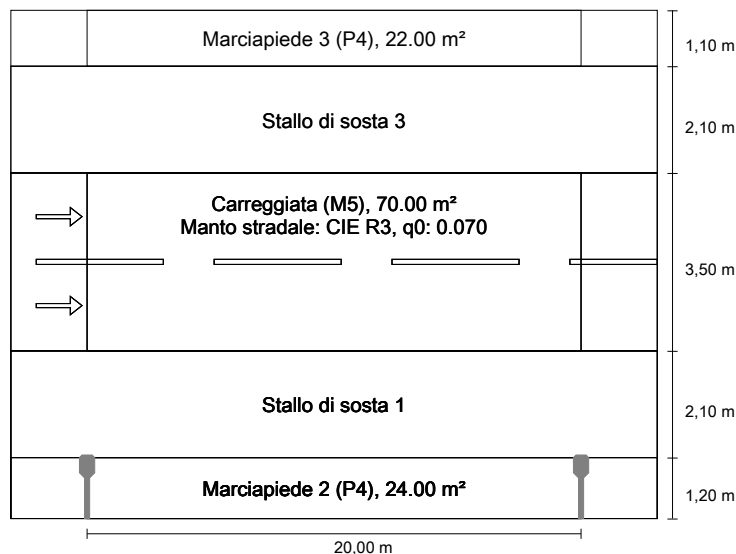 Marciapiede 3 (P4), 22.00 m²
1,10 m
Stallo di sosta 3
2,10 m
Carreggiata (M5), 70.00 m²
Manto stradale: CIE R3, q0: 0.070
3,50 m
Stallo di sosta 1
2,10 m
Marciapiede 2 (P4), 24.00 m²
1,20 m
20,00 m